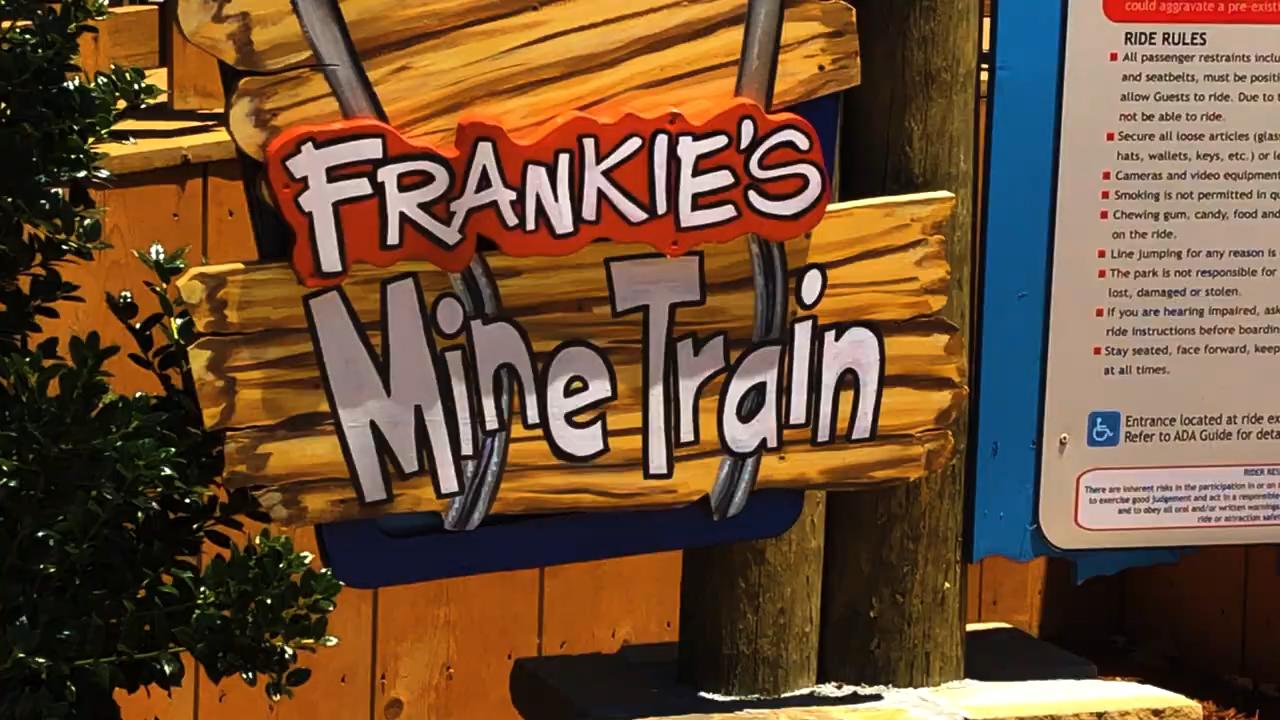 FRANKIE'S
Mine Train
could aggravate a pre-existi
RIDE RULES
All passenger restraints inclu
and seatbelts, must be positi
allow Guests to ride. Due to t
not be able to ride.
Secure all loose articles (glas
hats, wallets, keys, etc.) or le
Cameras and video equipment
Smoking is not permitted in q
Chewing gum, candy, food and
on the ride.
Line jumping for any reason is
The park is not responsible for
lost, damaged or stolen.
If you are hearing impaired, ask
ride instructions before boardin
Stay seated, face forward, keep
at all times.
Entrance located at ride ex
Refer to ADA Guide for deta
RIDER RES
There are inherent risks in the participation in or on
to exercise good judgement and act in a responsible
and to obey all oral and/or written warnings
ride or attraction safe